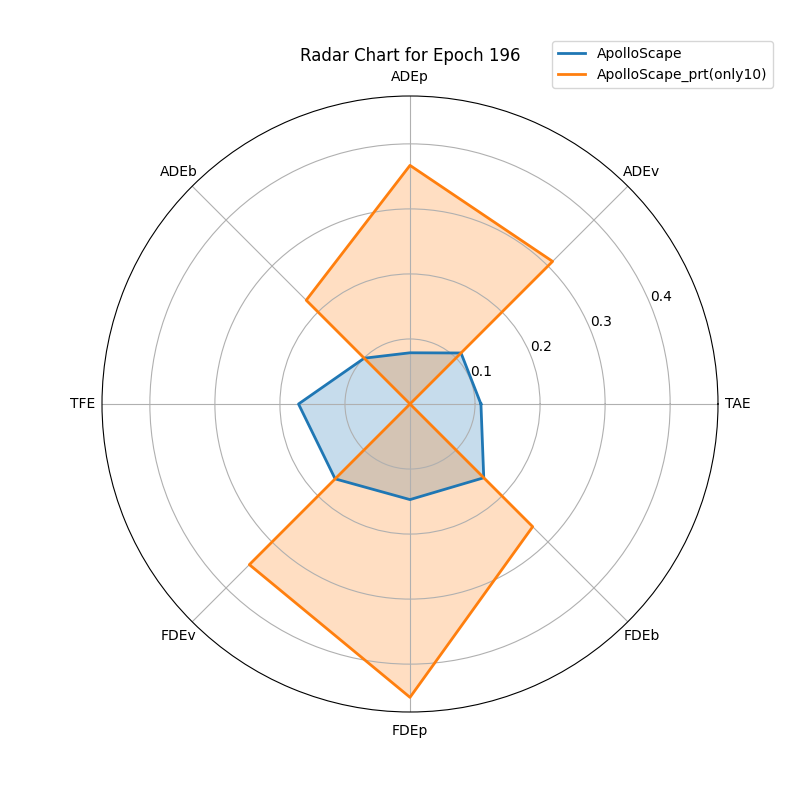 Radar Chart for Epoch 196
ApolloScape
ApolloScape_prt(only10)
ADEp
ADEb
ADEv
0.4
0.3
0.2
0.1
TFE
TAE
FDEv
FDEb
FDEp